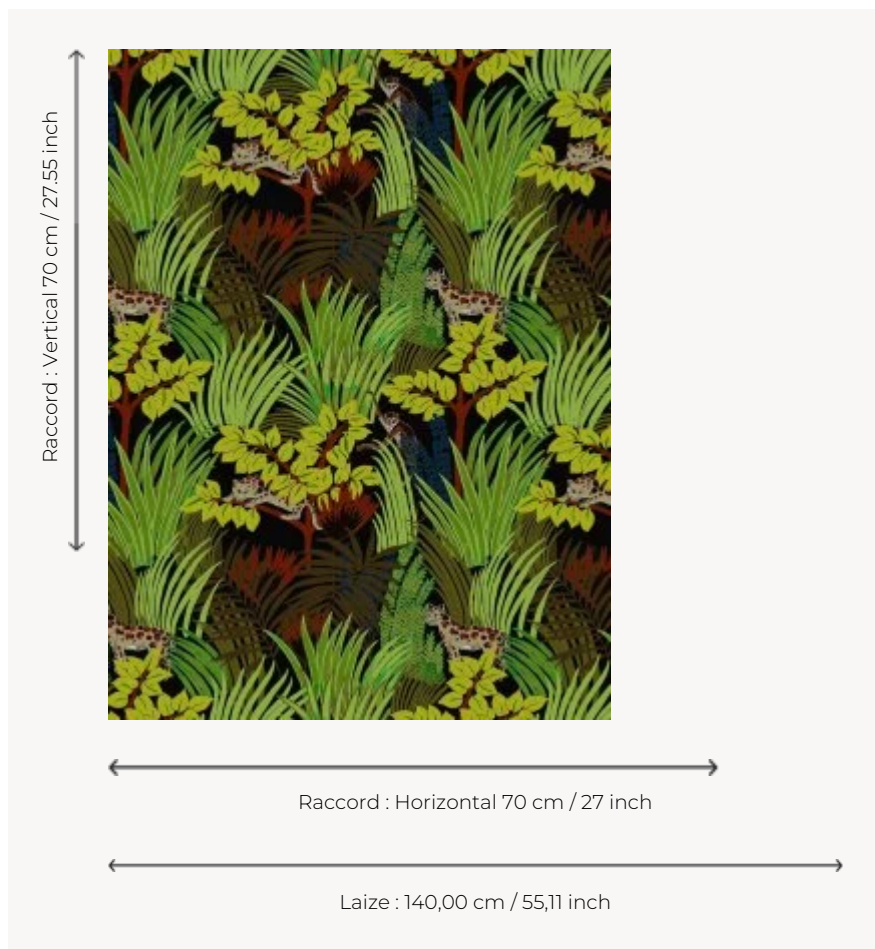 Raccord : Vertical 70 cm / 27.55 inch
Raccord : Horizontal 70 cm / 27 inch
Laize : 140,00 cm / 55,11 inch